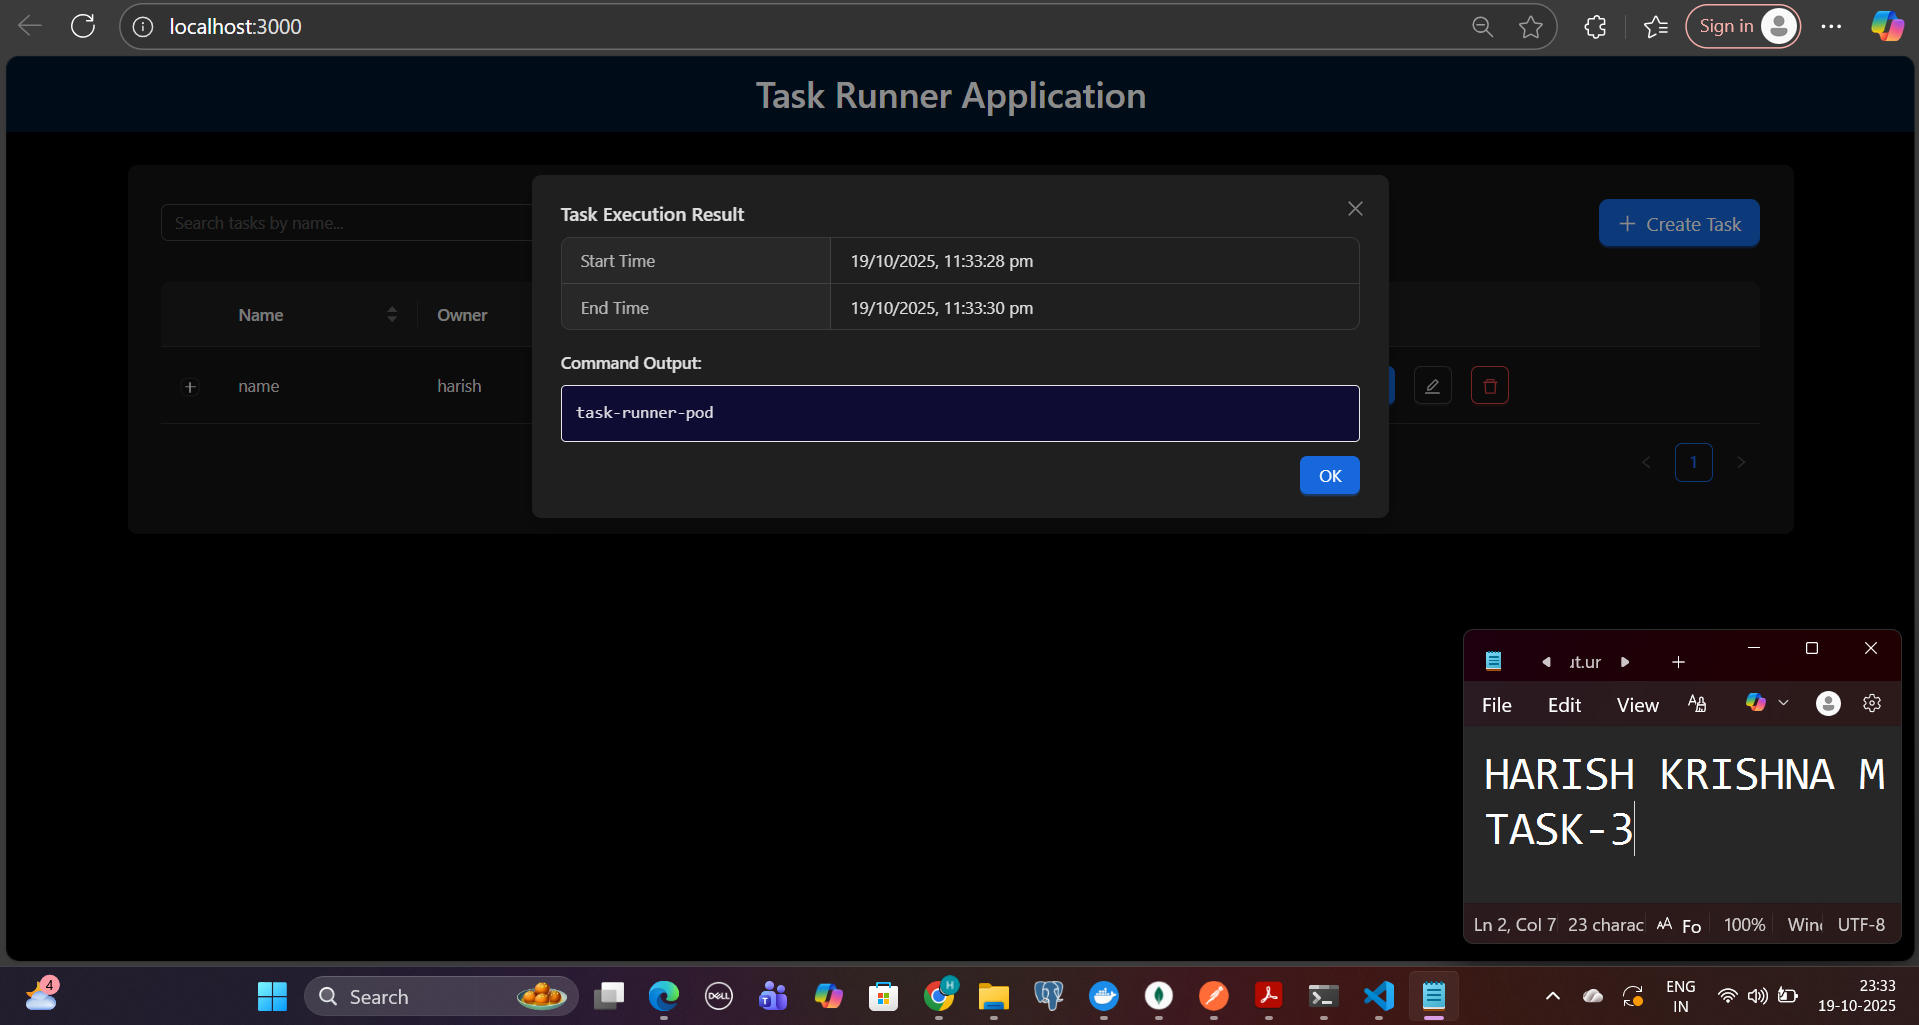 localhost:3000
Sign in
Task Runner Application
Search tasks by name...
Create Task
Name
Owner
name
harish
Task Execution Result
Start Time
19/10/2025, 11:33:28 pm
End Time
19/10/2025, 11:33:30 pm
Command Output:
task-runner-pod
OK
1
ut.ur
File
Edit
View
HARISH KRISHNA M
TASK-3
Ln 2, Col 7
23 charac
Fo
100%
Win
UTF-8
4
Search
DELL
T
H
ENG
IN
23:33
19-10-2025